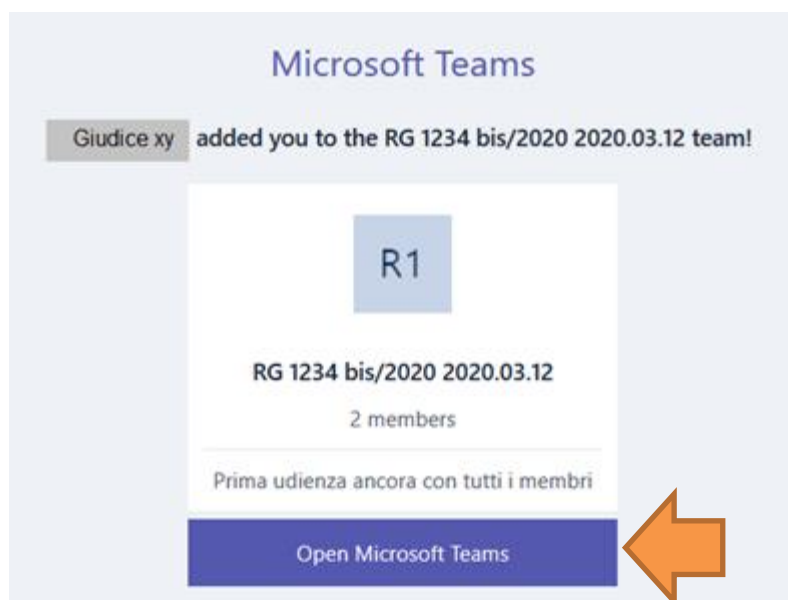 Microsoft Teams
Giudice xy added you to the RG 1234 bis/2020 2020.03.12 team!
R1
RG 1234 bis/2020 2020.03.12
2 members
Prima udienza ancora con tutti i membri
Open Microsoft Teams